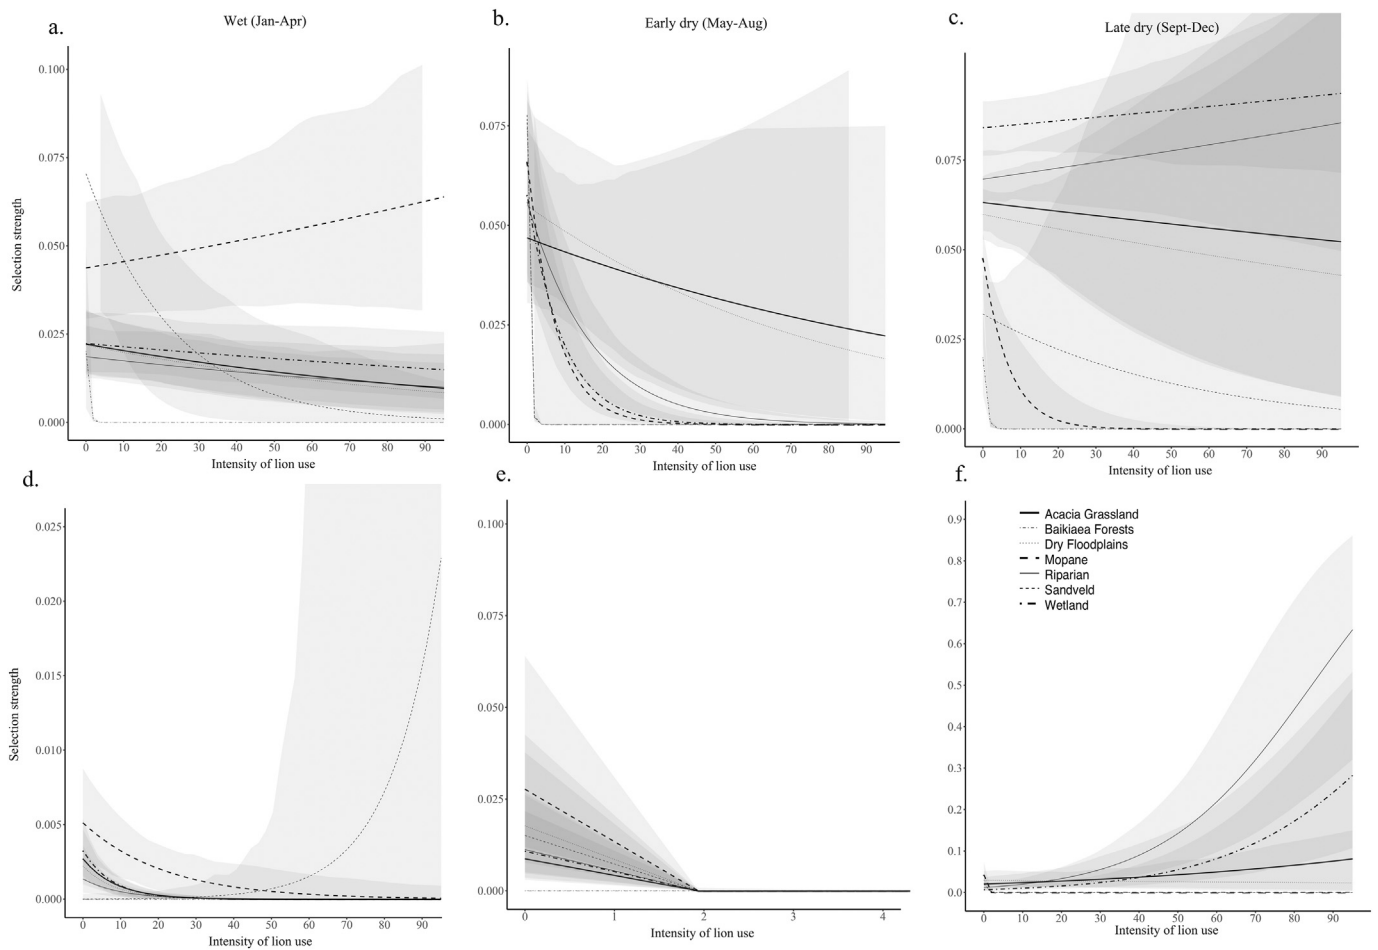 a.
Wet (Jan-Apr)
b.
Early dry (May-Aug)
c.
Late dry (Sept-Dec)
Selection strength
0.100
0.075
0.050
0.025
0.000
0 10 20 30 40 50 60 70 80 90
Intensity of lion use
0.075
0.050
0.025
0.000
0 10 20 30 40 50 60 70 80 90
Intensity of lion use
0.075
0.050
0.025
0.000
0 10 20 30 40 50 60 70 80 90
Intensity of lion use
d.
Selection strength
0.025
0.020
0.015
0.010
0.005
0.000
0 10 20 30 40 50 60 70 80 90
Intensity of lion use
e.
0.100
0.075
0.050
0.025
0.000
0 1 2 3 4
Intensity of lion use
f.
0.9
0.8
0.7
0.6
0.5
0.4
0.3
0.2
0.1
0.0
Acacia Grassland
Baikiaea Forests
Dry Floodplains
Mopane
Riparian
Sandveld
Wetland
0 10 20 30 40 50 60 70 80 90
Intensity of lion use